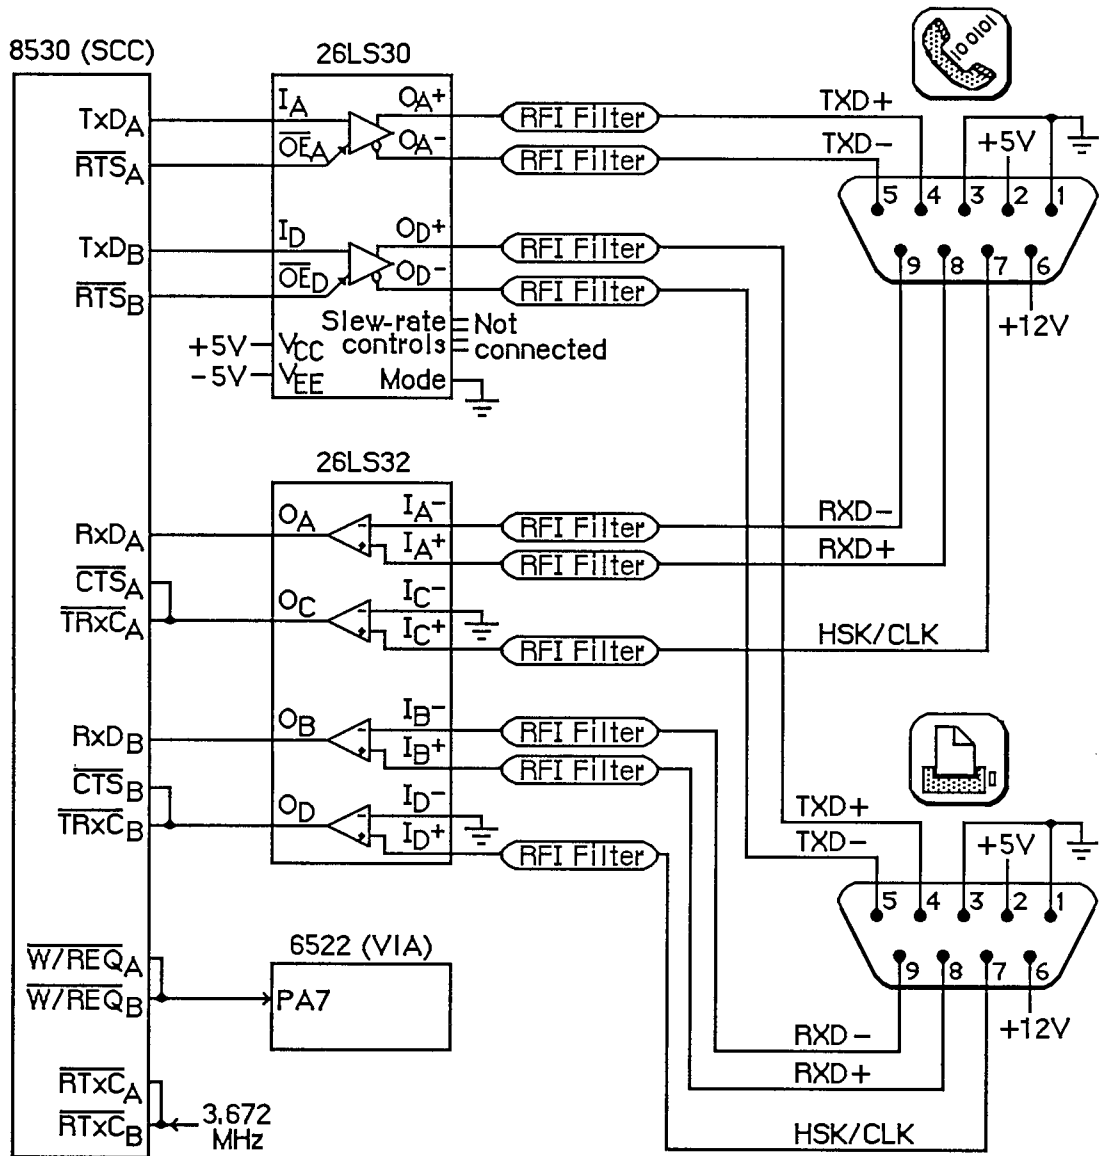 8530 (SCC)
26LS30
100101
TxDA
RTSA
TxDB
RTSB
IA
OEA
OA+
OA-
ID
OED
OD+
OD-
Slew-rate controls
Not connected
+5V
VCC
-5V
VEE
Mode
RFI Filter
RFI Filter
RFI Filter
RFI Filter
TXD+
TXD-
+5V
5 4 3 2 1
9 8 7 6
+12V
26LS32
RxDA
CTSA
TRxCA
RxDB
CTSB
TRxCB
OA
IA-
IA+
OC
IC-
IC+
OB
IB-
IB+
OD
ID-
ID+
RFI Filter
RFI Filter
RFI Filter
RFI Filter
RFI Filter
RFI Filter
RXD-
RXD+
HSK/CLK
TXD+
TXD-
+5V
5 4 3 2 1
9 8 7 6
+12V
RXD-
RXD+
HSK/CLK
W/REQA
W/REQB
6522 (VIA)
PA7
RTxCA
RTxCB
3.672
MHz